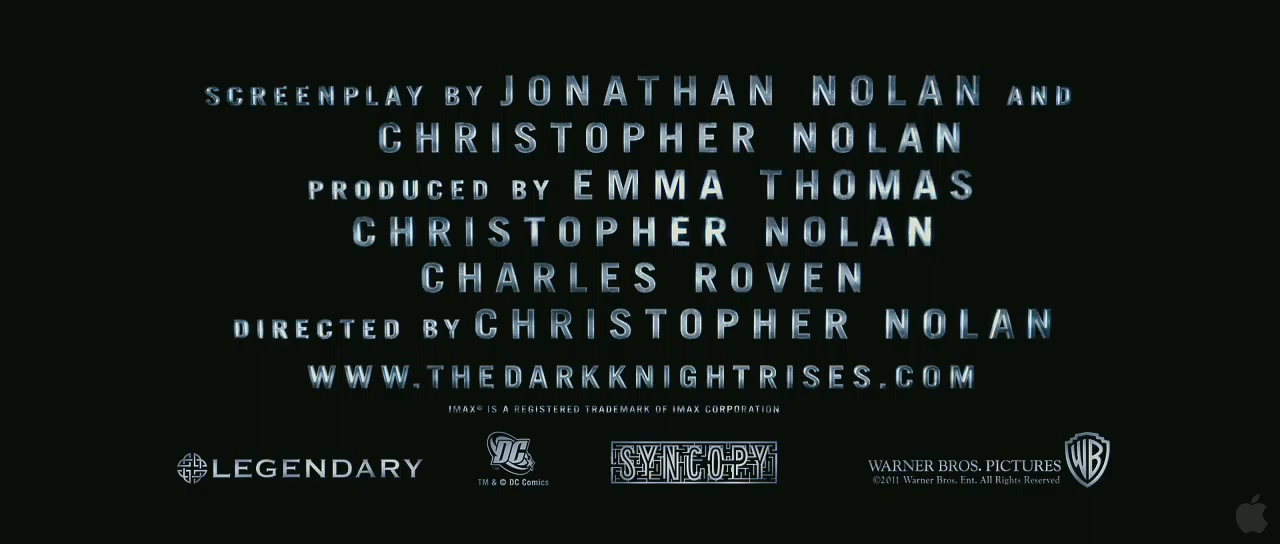 SCREENPLAY BY JONATHAN NOLAN AND
CHRISTOPHER NOLAN
PRODUCED BY EMMA THOMAS
CHRISTOPHER NOLAN
CHARLES ROVEN
DIRECTED BY CHRISTOPHER NOLAN
WWW.THEDARKKNIGHTRISES.COM
IMAX® IS A REGISTERED TRADEMARK OF IMAX CORPORATION
LEGENDARY
DC
TM
TM & © DC Comics
SYNCOPY
WARNER BROS. PICTURES
©2011 Warner Bros. Ent. All Rights Reserved
WB